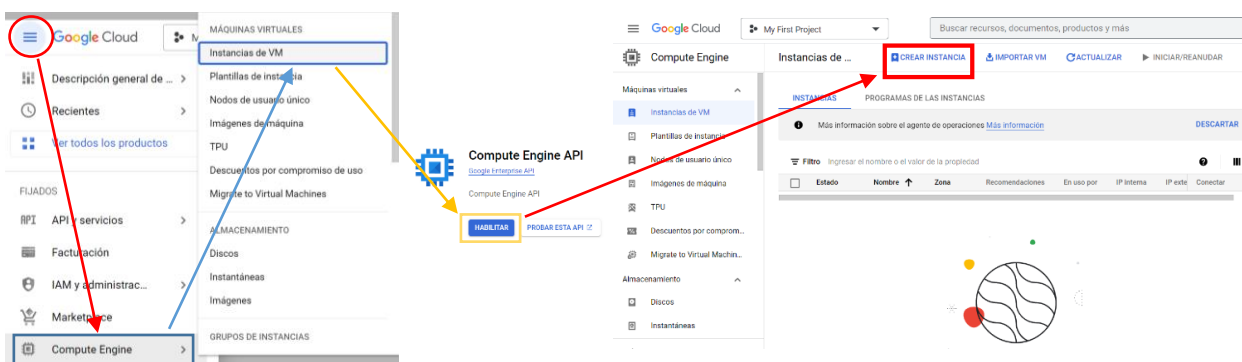 Google Cloud
Descripción general de ...
Recientes
Ver todos los productos
FIJADOS
API
API y servicios
Facturación
IAM y administrac...
Marketplace
Compute Engine
MÁQUINAS VIRTUALES
Instancias de VM
Plantillas de instancia
Nodos de usuario único
Imágenes de máquina
TPU
Descuentos por compromiso de uso
Migrate to Virtual Machines
ALMACENAMIENTO
Discos
Instantáneas
Imágenes
GRUPOS DE INSTANCIAS
Compute Engine API
Google Enterprise API
Compute Engine API
HABILITAR PROBAR ESTA API
Google Cloud My First Project Buscar recursos, documentos, productos y más
Compute Engine Instancias de ... CREAR INSTANCIA IMPORTAR VM ACTUALIZAR INICIAR/REANUDAR
Máquinas virtuales
Instancias de VM
Plantillas de instancia
Nodos de usuario único
Imágenes de máquina
TPU
Descuentos por comprom...
Migrate to Virtual Machin...
Almacenamiento
Discos
Instantáneas
INSTANCIAS PROGRAMAS DE LAS INSTANCIAS
Más información sobre el agente de operaciones Más información DESCARTAR
Filtro Ingresar el nombre o el valor de la propiedad
Estado Nombre Zona Recomendaciones En uso por IP interna IP exte Conectar